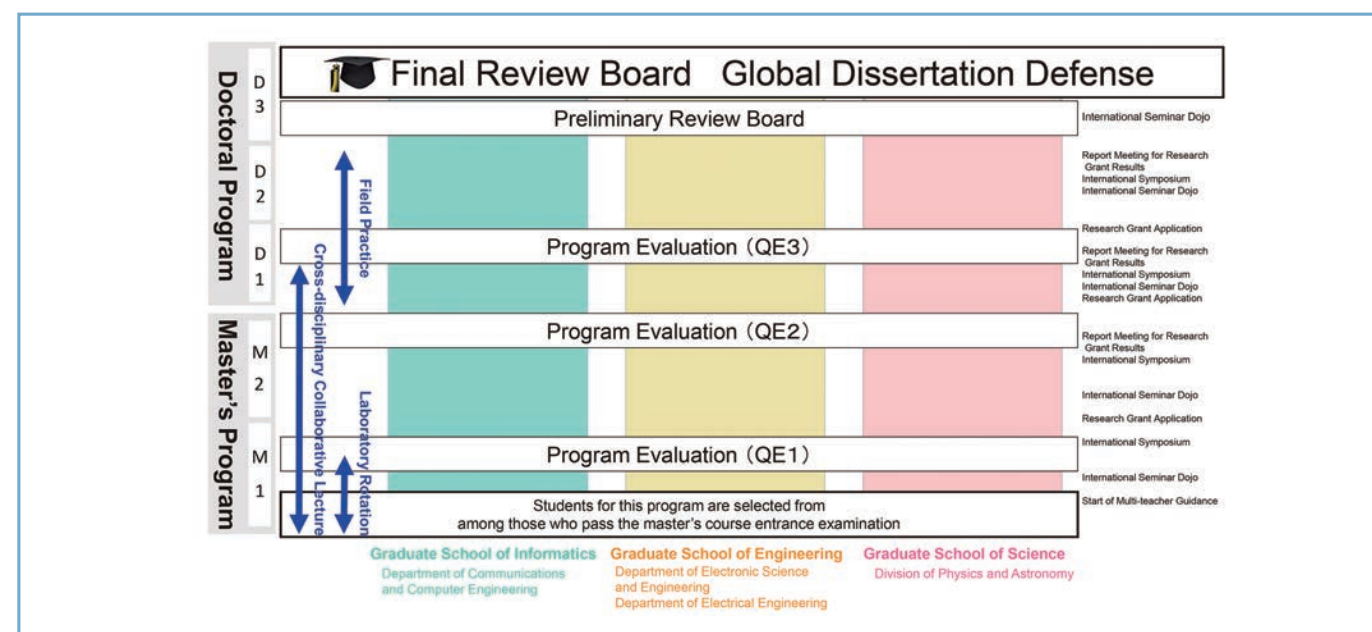 Final Review Board Global Dissertation Defense
Preliminary Review Board
Program Evaluation (QE3)
Program Evaluation (QE2)
Program Evaluation (QE1)
Students for this program are selected from
among those who pass the master's course entrance examination
Doctoral Program
D
3
D
2
D
1
Master's Program
M
2
M
1
Field Practice
Cross-disciplinary Collaborative Lecture
Laboratory Rotation
International Seminar Dojo
Report Meeting for Research
Grant Results
International Symposium
International Seminar Dojo
Research Grant Application
Report Meeting for Research
Grant Results
International Symposium
International Seminar Dojo
Research Grant Application
Report Meeting for Research
Grant Results
International Symposium
International Seminar Dojo
Research Grant Application
International Symposium
International Seminar Dojo
Start of Multi-teacher Guidance
Graduate School of Informatics
Department of Communications
and Computer Engineering
Graduate School of Engineering
Department of Electronic Science
and Engineering
Department of Electrical Engineering
Graduate School of Science
Division of Physics and Astronomy